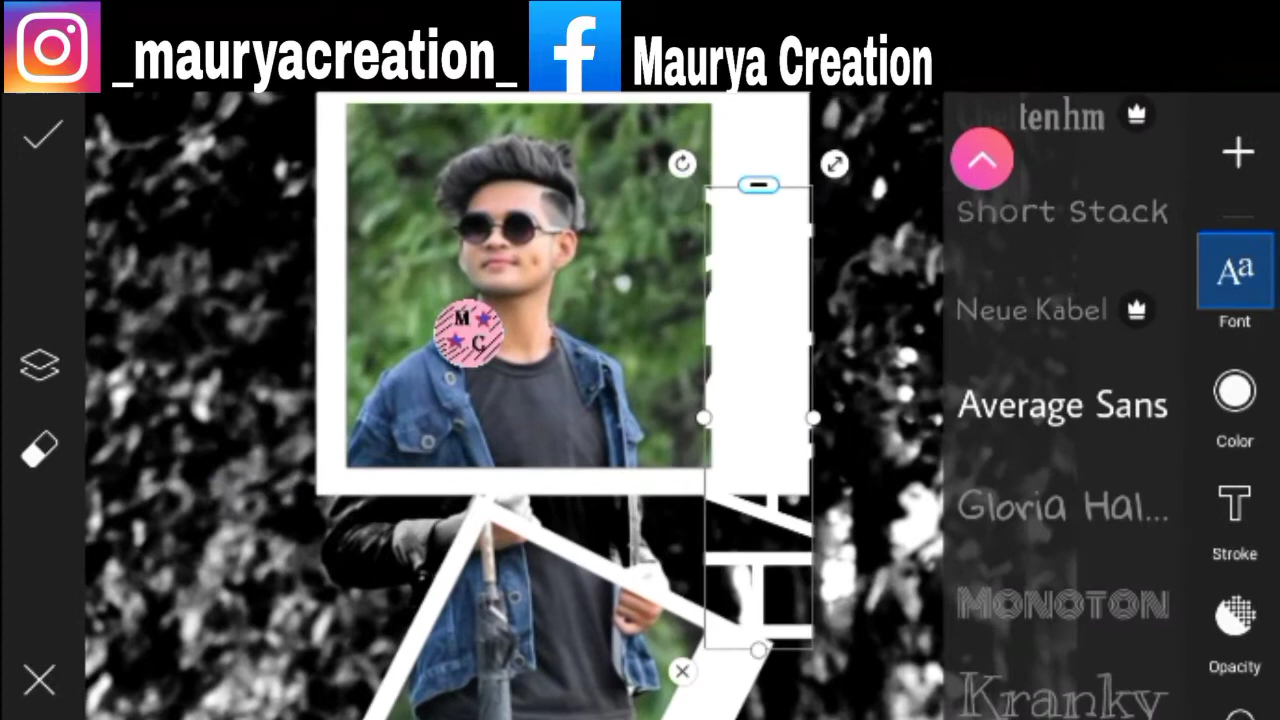 _mauryacreation_ Maurya Creation
tenhm
Short Stack
Neue Kabel
Average Sans
Gloria Hal...
MONOTON
Kranky
Aa
Font
Color
T
Stroke
Opacity
M
C